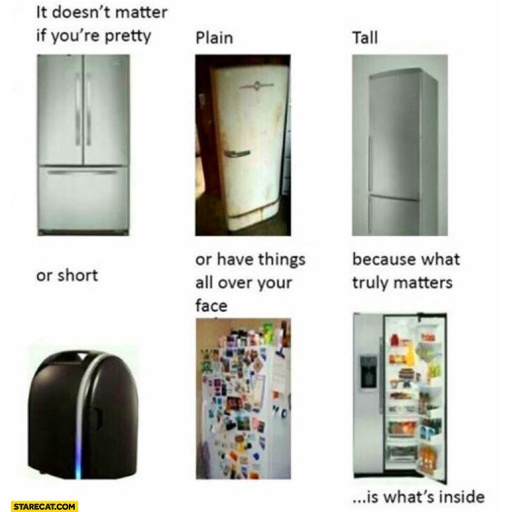 It doesn't matter
if you're pretty
Plain
Tall
or short
or have things
all over your
face
because what
truly matters
...is what's inside
STARECAT.COM